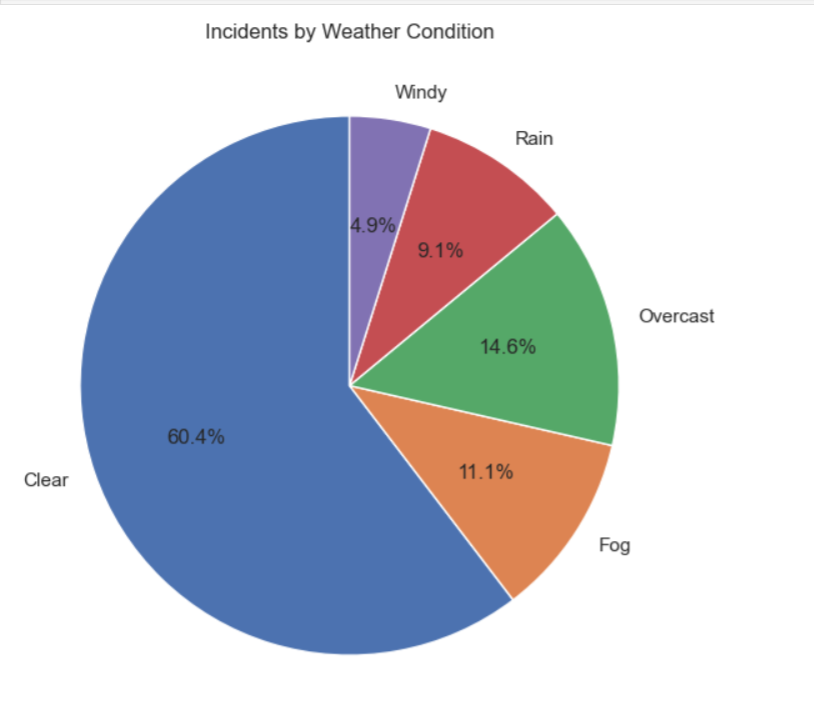 Incidents by Weather Condition
Windy
Rain
4.9%
9.1%
Overcast
14.6%
60.4%
11.1%
Clear
Fog